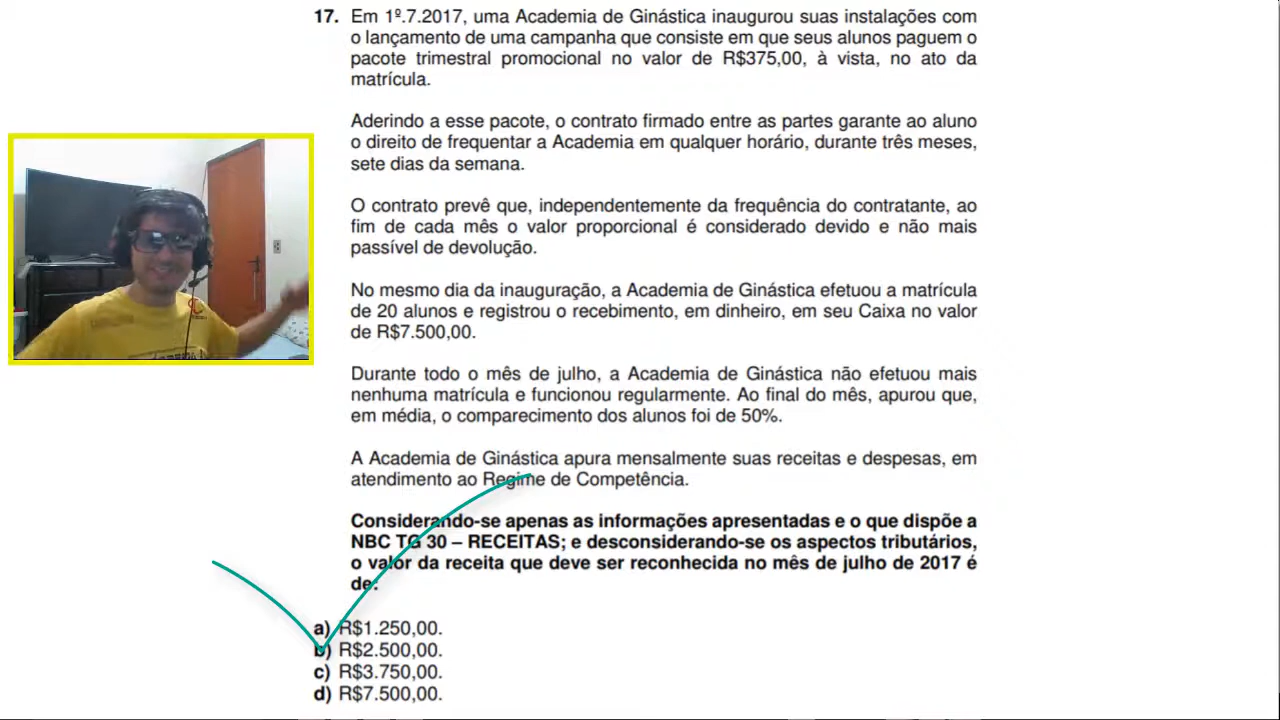 17. Em 1º.7.2017, uma Academia de Ginástica inaugurou suas instalações com
o lançamento de uma campanha que consiste em que seus alunos paguem o
pacote trimestral promocional no valor de R$375,00, à vista, no ato da
matrícula.
Aderindo a esse pacote, o contrato firmado entre as partes garante ao aluno
o direito de frequentar a Academia em qualquer horário, durante três meses,
sete dias da semana.
O contrato prevê que, independentemente da frequência do contratante, ao
fim de cada mês o valor proporcional é considerado devido e não mais
passível de devolução.
No mesmo dia da inauguração, a Academia de Ginástica efetuou a matrícula
de 20 alunos e registrou o recebimento, em dinheiro, em seu Caixa no valor
de R$7.500,00.
Durante todo o mês de julho, a Academia de Ginástica não efetuou mais
nenhuma matrícula e funcionou regularmente. Ao final do mês, apurou que,
em média, o comparecimento dos alunos foi de 50%.
A Academia de Ginástica apura mensalmente suas receitas e despesas, em
atendimento ao Regime de Competência.
Considerando-se apenas as informações apresentadas e o que dispõe a
NBC TG 30 – RECEITAS; e desconsiderando-se os aspectos tributários,
o valor da receita que deve ser reconhecida no mês de julho de 2017 é
de:
a) R$1.250,00.
b) R$2.500,00.
c) R$3.750,00.
d) R$7.500,00.